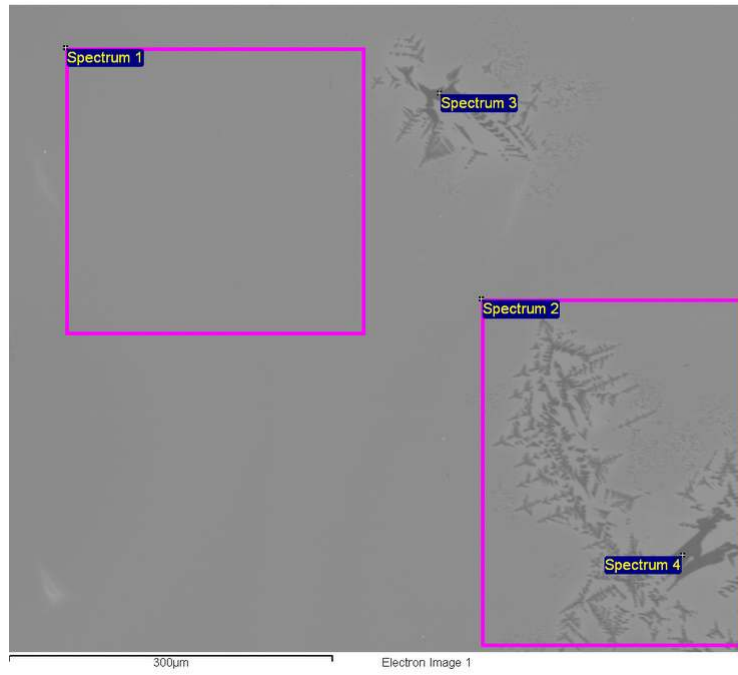 Spectrum 1
Spectrum 3
Spectrum 2
Spectrum 4
300µm
Electron Image 1